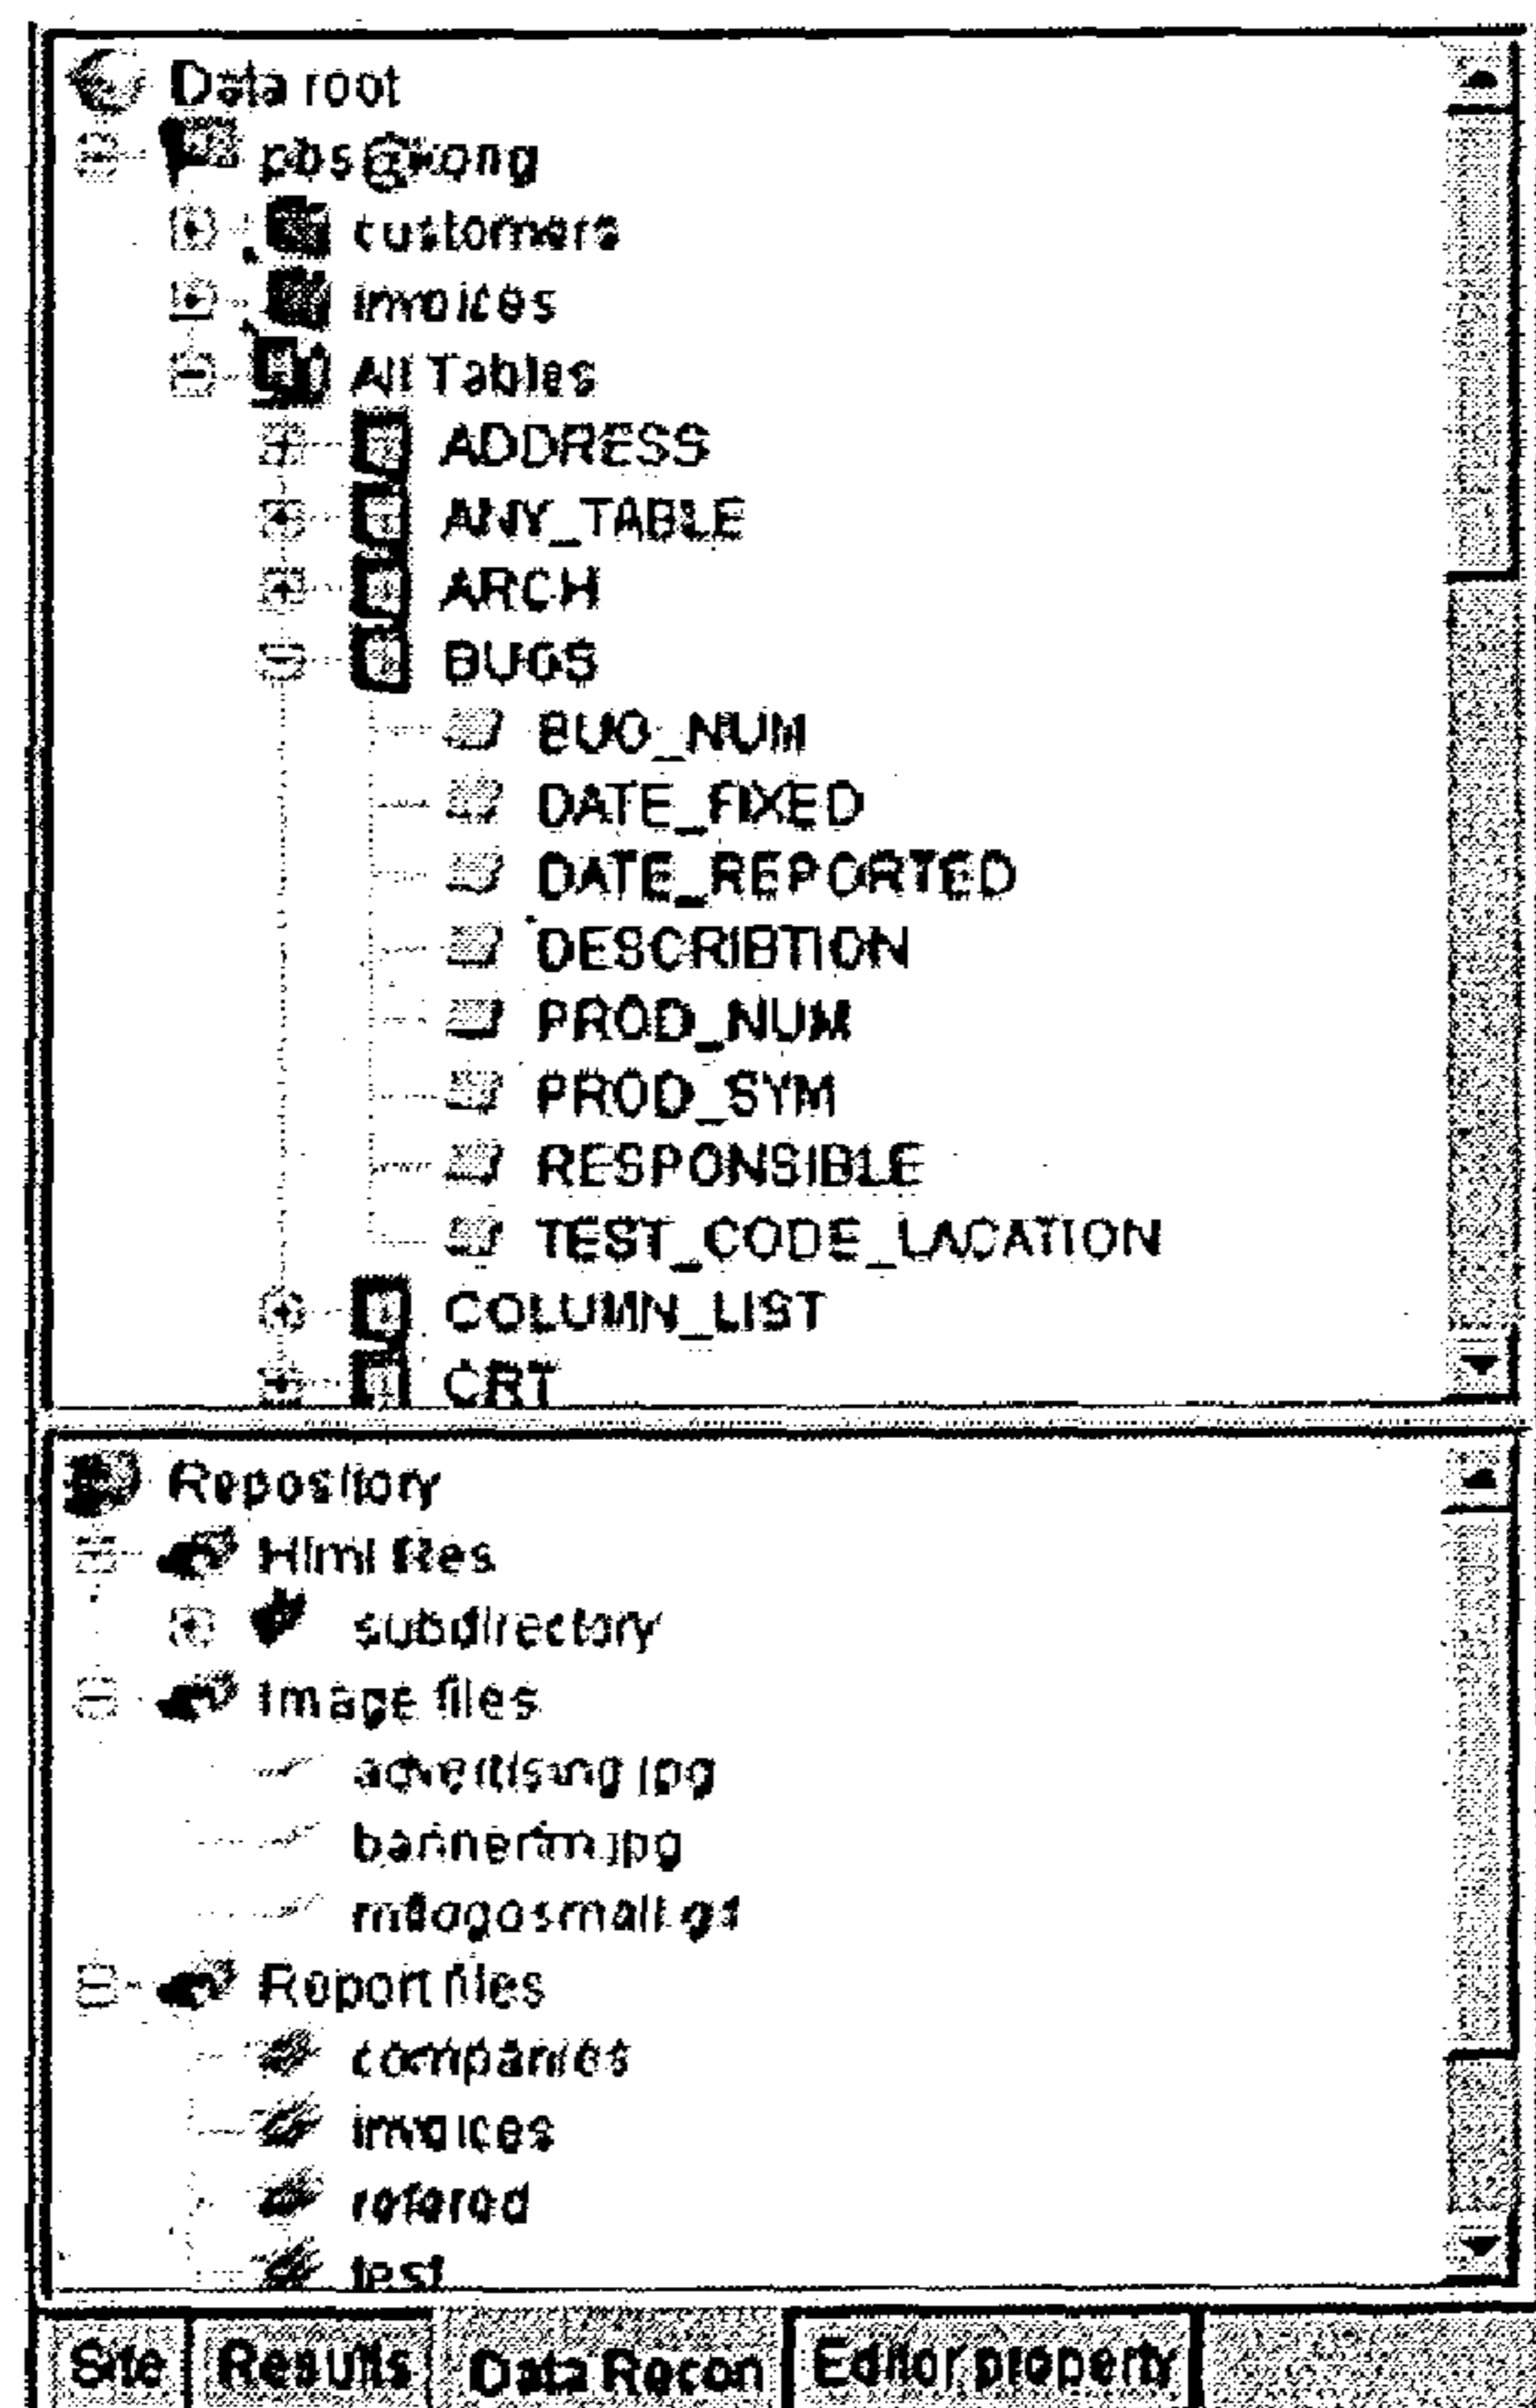 Data root
pbs@kong
customers
invoices
All Tables
ADDRESS
ANY_TABLE
ARCH
BUGS
BUG_NUM
DATE_FIXED
DATE_REPORTED
DESCRIBTION
PROD_NUM
PROD_SYM
RESPONSIBLE
TEST_CODE_LACATION
COLUMN_LIST
CRT
Repository
Html files
subdirectory
Image files
advertising.jpg
Report files
companies
invoices
refered
test
Site Results Data Recon Editor property